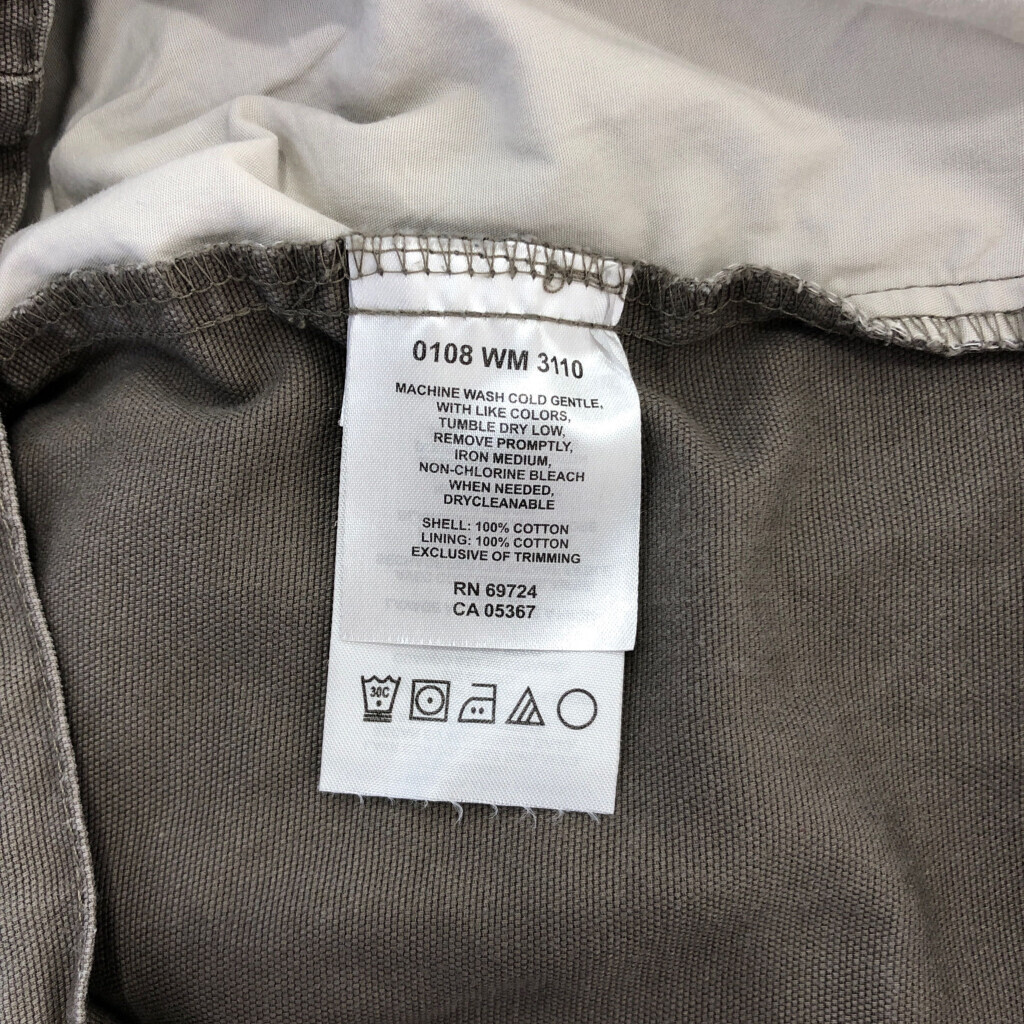 0108 WM 3110
MACHINE WASH COLD GENTLE,
WITH LIKE COLORS,
TUMBLE DRY LOW,
REMOVE PROMPTLY,
IRON MEDIUM,
NON-CHLORINE BLEACH
WHEN NEEDED,
DRYCLEANABLE
SHELL: 100% COTTON
LINING: 100% COTTON
EXCLUSIVE OF TRIMMING
RN 69724
CA 05367
30C